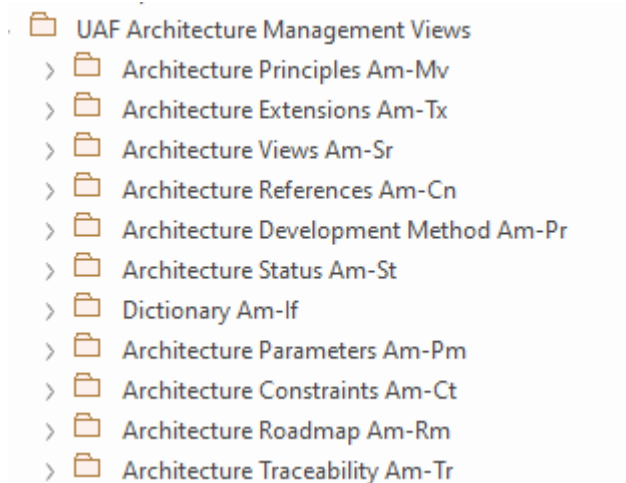 UAF Architecture Management Views
Architecture Principles Am-Mv
Architecture Extensions Am-Tx
Architecture Views Am-Sr
Architecture References Am-Cn
Architecture Development Method Am-Pr
Architecture Status Am-St
Dictionary Am-If
Architecture Parameters Am-Pm
Architecture Constraints Am-Ct
Architecture Roadmap Am-Rm
Architecture Traceability Am-Tr